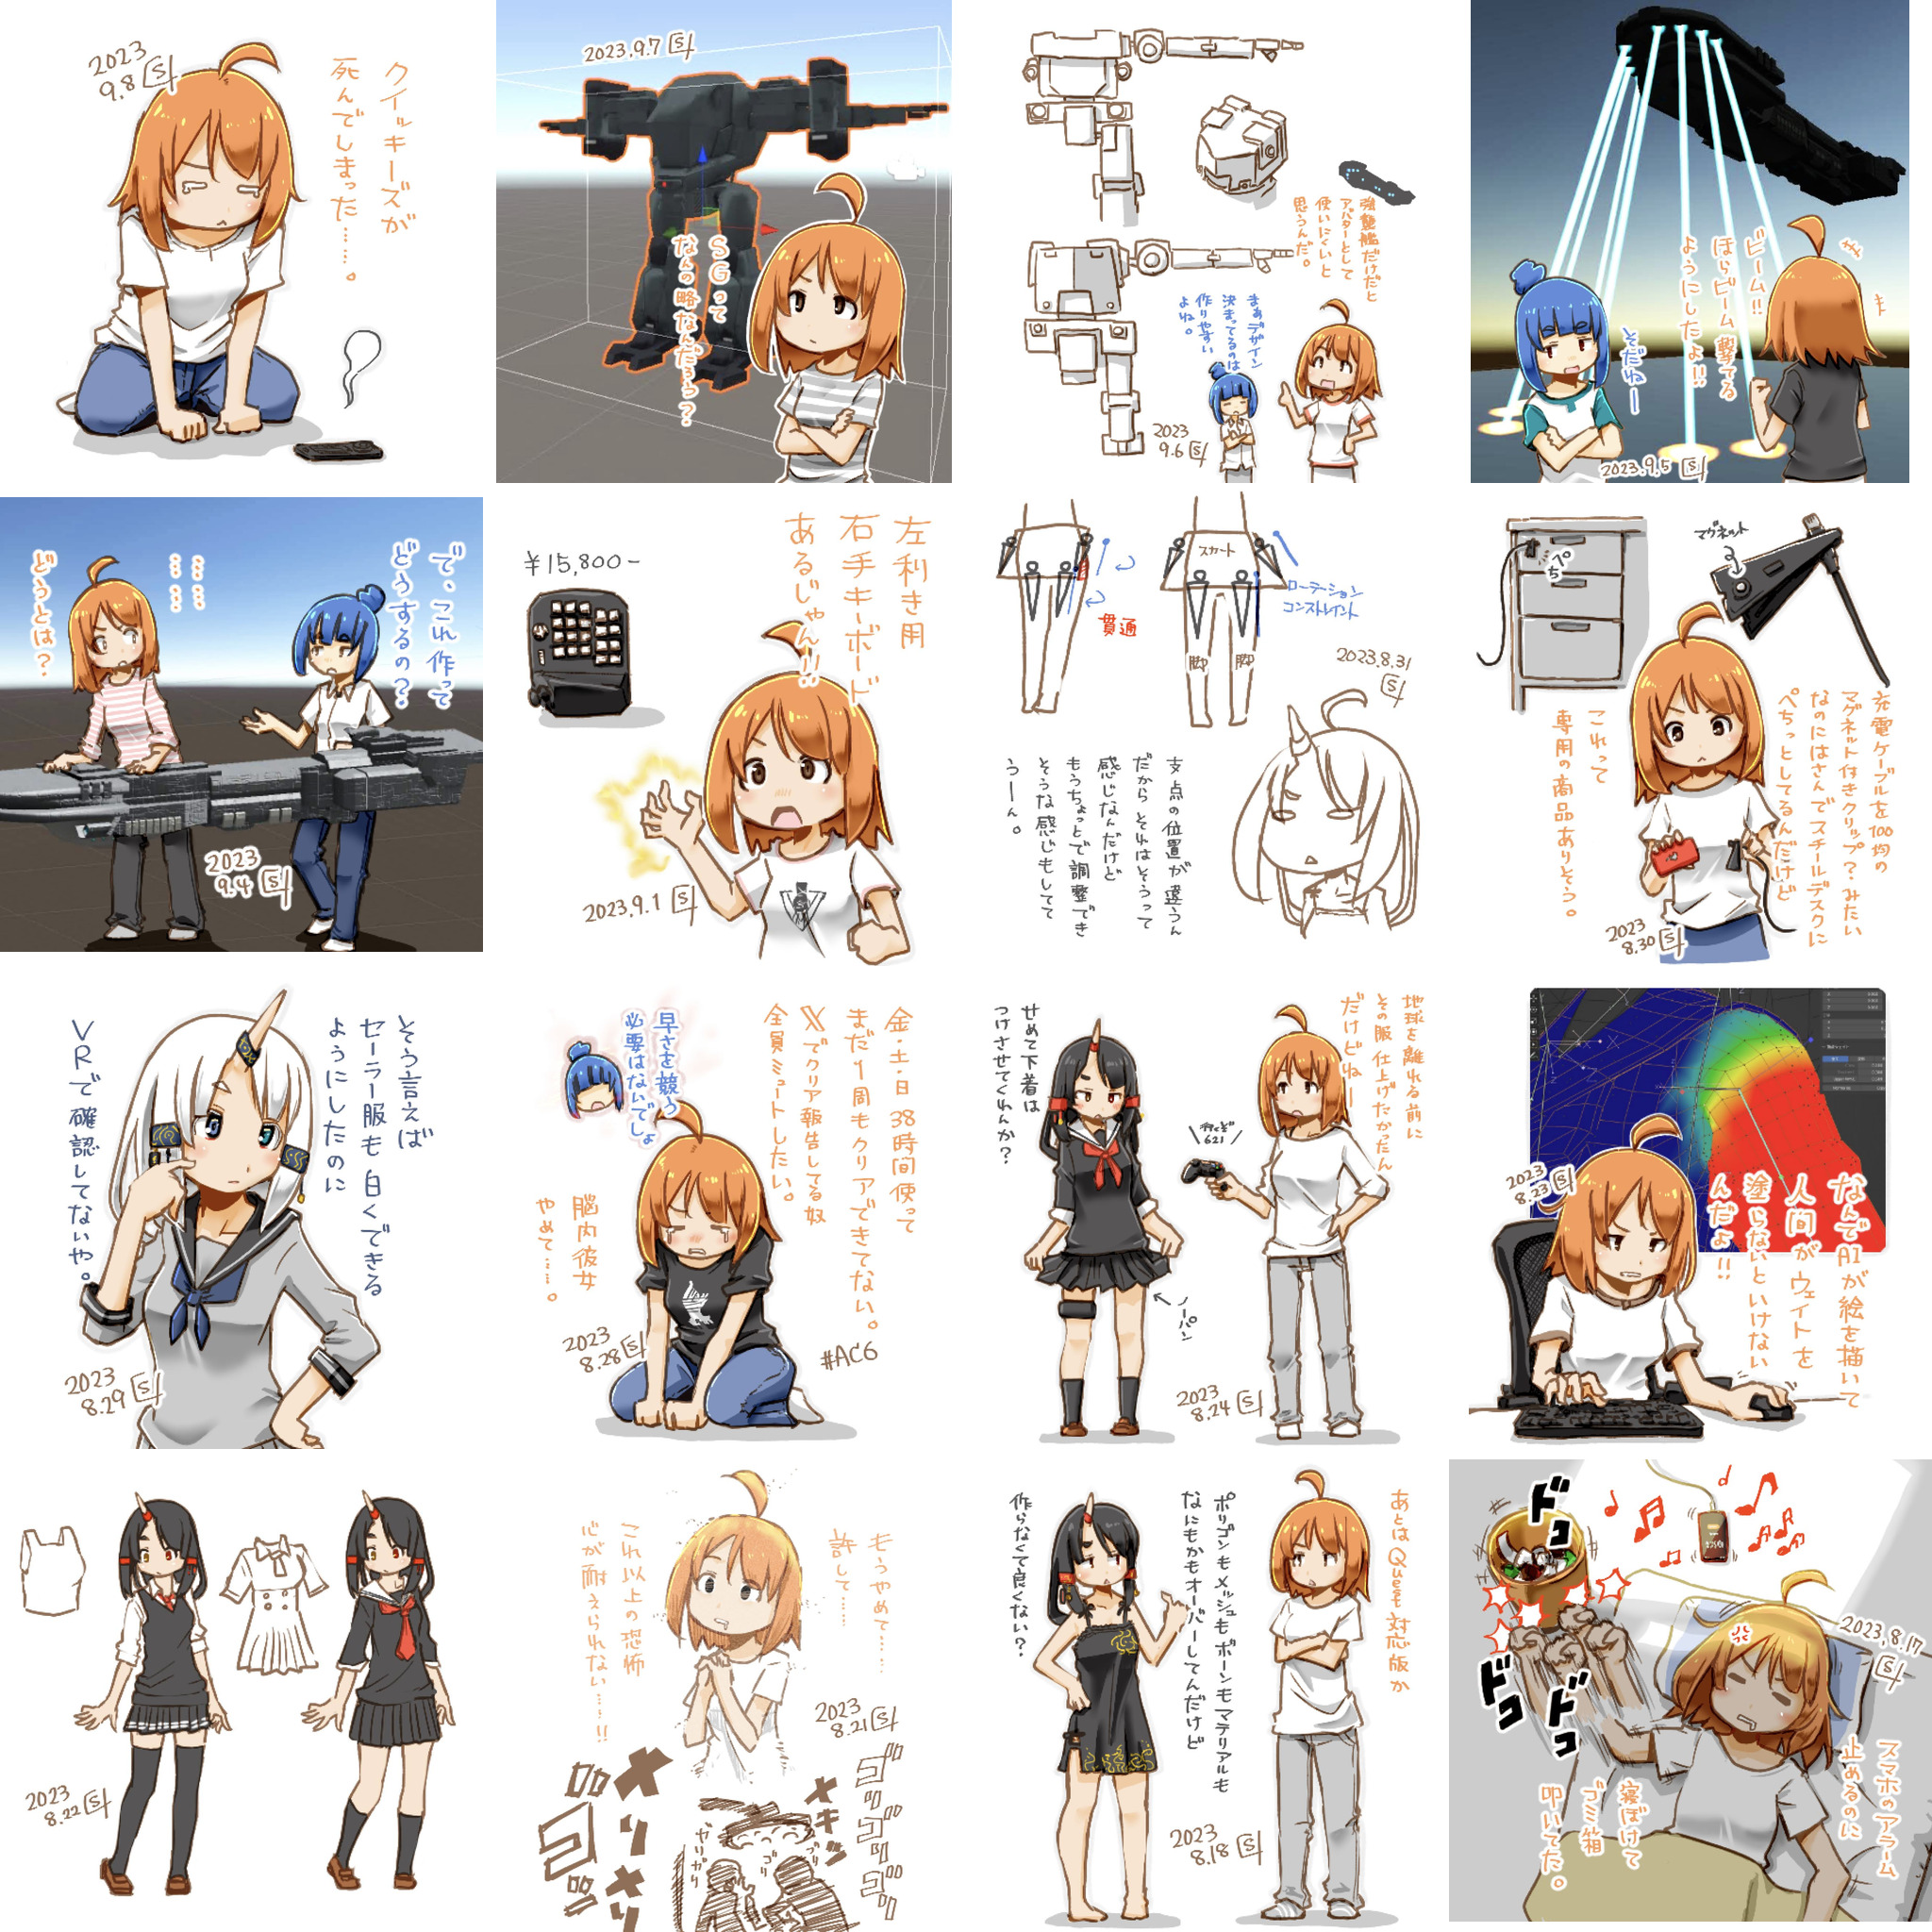 2023
9.8
クイッキーズが
死んでしまった……。
2023.9.7
SGって
なんの略なんだろう?
強襲艦だけだと
アバターとして
使いにくいと
思うんだ。
まあデザイン
決まってるのは
作りやすい
よね。
2023
9.6
ビーム!!
ほらビーム撃てる
ようにしたよ!!
そだねー
2023.9.5
で、これ作って
どうするの?
……
……
どうとは?
2023
9.4
左利き用
右手キーボード
あるじゃん!!
¥15,800-
2023.9.1
スカート
ローテーション
コンストレイント
貫通
脚
脚
2023.8.31
支点の位置が違うん
だからそれはそうって
感じなんだけど
もうちょっとで調整でき
そうな感じもしてて
うーん。
マグネット
ぺち
充電ケーブルを100均の
マグネット付きクリップ?みたい
なのにはさんでスチールデスクに
ぺちっとしてるんだけど
これって
専用の商品ありそう。
2023
8.30
そう言えば
セーラー服も白くできる
ようにしたのに
VRで確認してないや。
2023
8.29
金・土・日 38時間使って
まだ1周もクリアできてない。
Xでクリア報告してる奴
全員ミュートしたい。
早さを競う
必要はないでしょ
脳内彼女
やめて……。
2023
8.28
#AC6
地球を離れる前に
その服仕上げたかったん
だけどねー
行くぞ
621
せめて下着は
つけさせてくれんか?
ノーパン
2023
8.24
2023
8.23
なんでAIが絵を描いて
人間がウェイトを
塗らないといけない
んだよ!!
2023
8.22
もうやめて……
許して……
これ以上の恐怖
心が耐えられない……!!
2023
8.21
ゴゴゴゴ
メキッ
メリメリ
あとはQuest対応版か
ポリゴンもメッシュもボーンもマテリアルも
なにもかもオーバーしてんだけど
作らなくて良くない?
2023
8.18
ドコ
ドコ
ドコ
2023.8.17
スマホのアラーム
止めるのに
寝ぼけて
ゴミ箱
叩いてた。